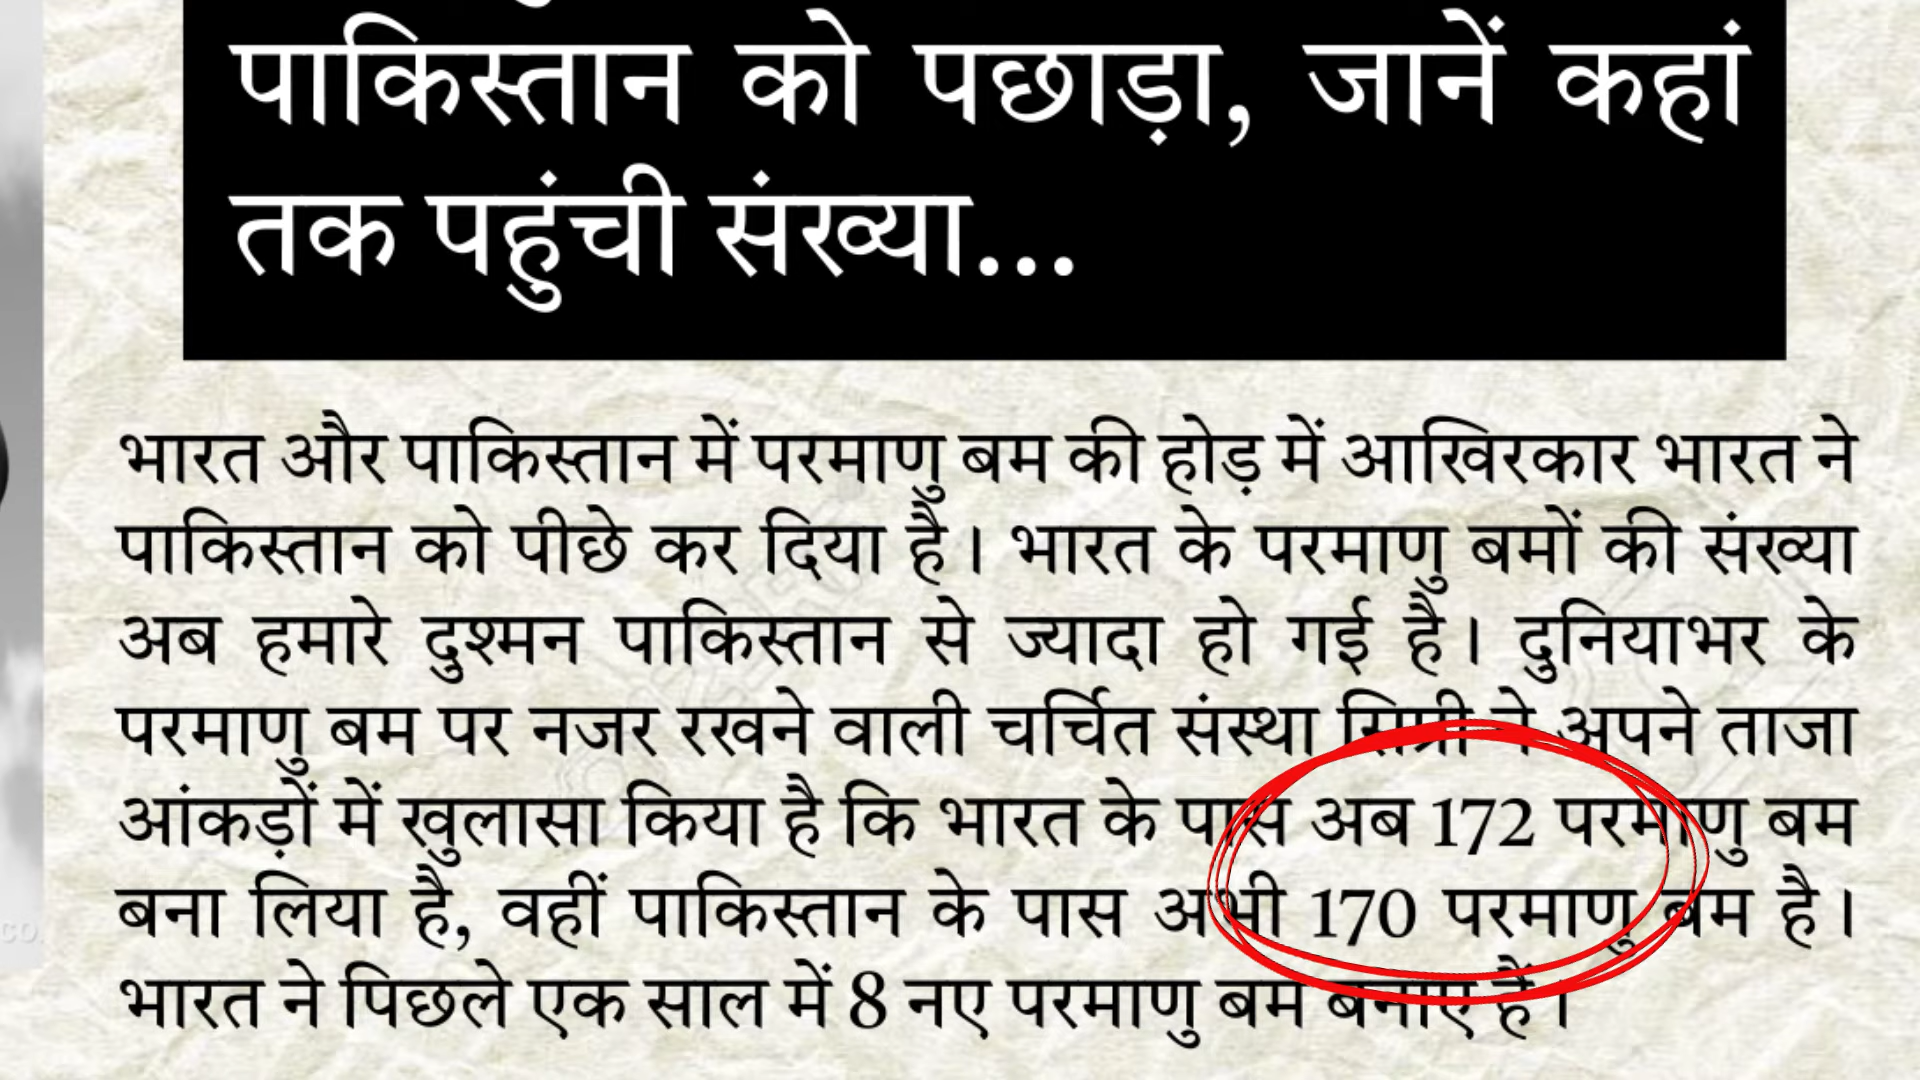 पाकिस्तान को पछाड़ा, जानें कहां
तक पहुंची संख्या...
भारत और पाकिस्तान में परमाणु बम की होड़ में आखिरकार भारत ने
पाकिस्तान को पीछे कर दिया है। भारत के परमाणु बमों की संख्या
अब हमारे दुश्मन पाकिस्तान से ज्यादा हो गई है। दुनियाभर के
परमाणु बम पर नजर रखने वाली चर्चित संस्था सिप्री ने अपने ताजा
आंकड़ों में खुलासा किया है कि भारत के पास अब 172 परमाणु बम
बना लिया है, वहीं पाकिस्तान के पास अभी 170 परमाणु बम है।
भारत ने पिछले एक साल में 8 नए परमाणु बम बनाए हैं।